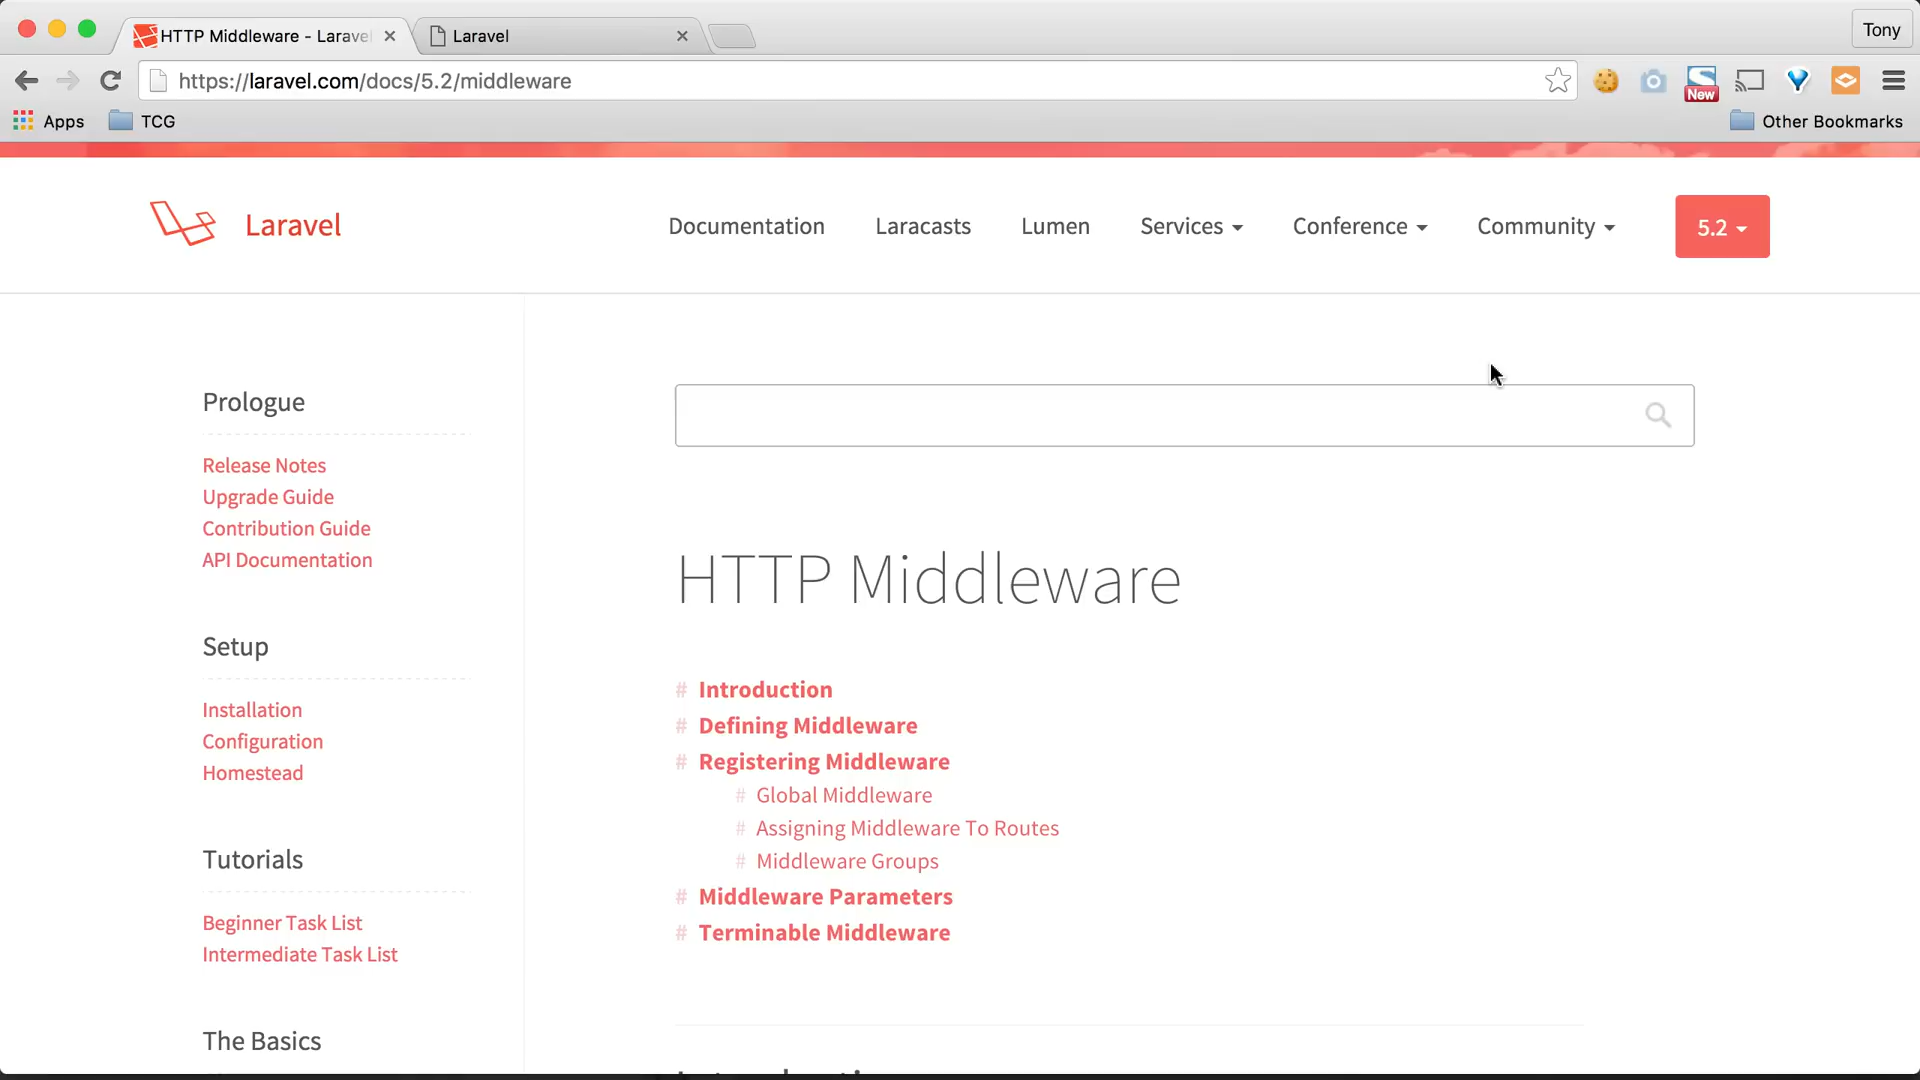 HTTP Middleware - Larave
Laravel
Tony
https://laravel.com/docs/5.2/middleware
New
Apps
TCG
Other Bookmarks
Laravel
Documentation
Laracasts
Lumen
Services
Conference
Community
5.2
Prologue
Release Notes
Upgrade Guide
Contribution Guide
API Documentation
Setup
Installation
Configuration
Homestead
Tutorials
Beginner Task List
Intermediate Task List
The Basics
HTTP Middleware
# Introduction
# Defining Middleware
# Registering Middleware
# Global Middleware
# Assigning Middleware To Routes
# Middleware Groups
# Middleware Parameters
# Terminable Middleware